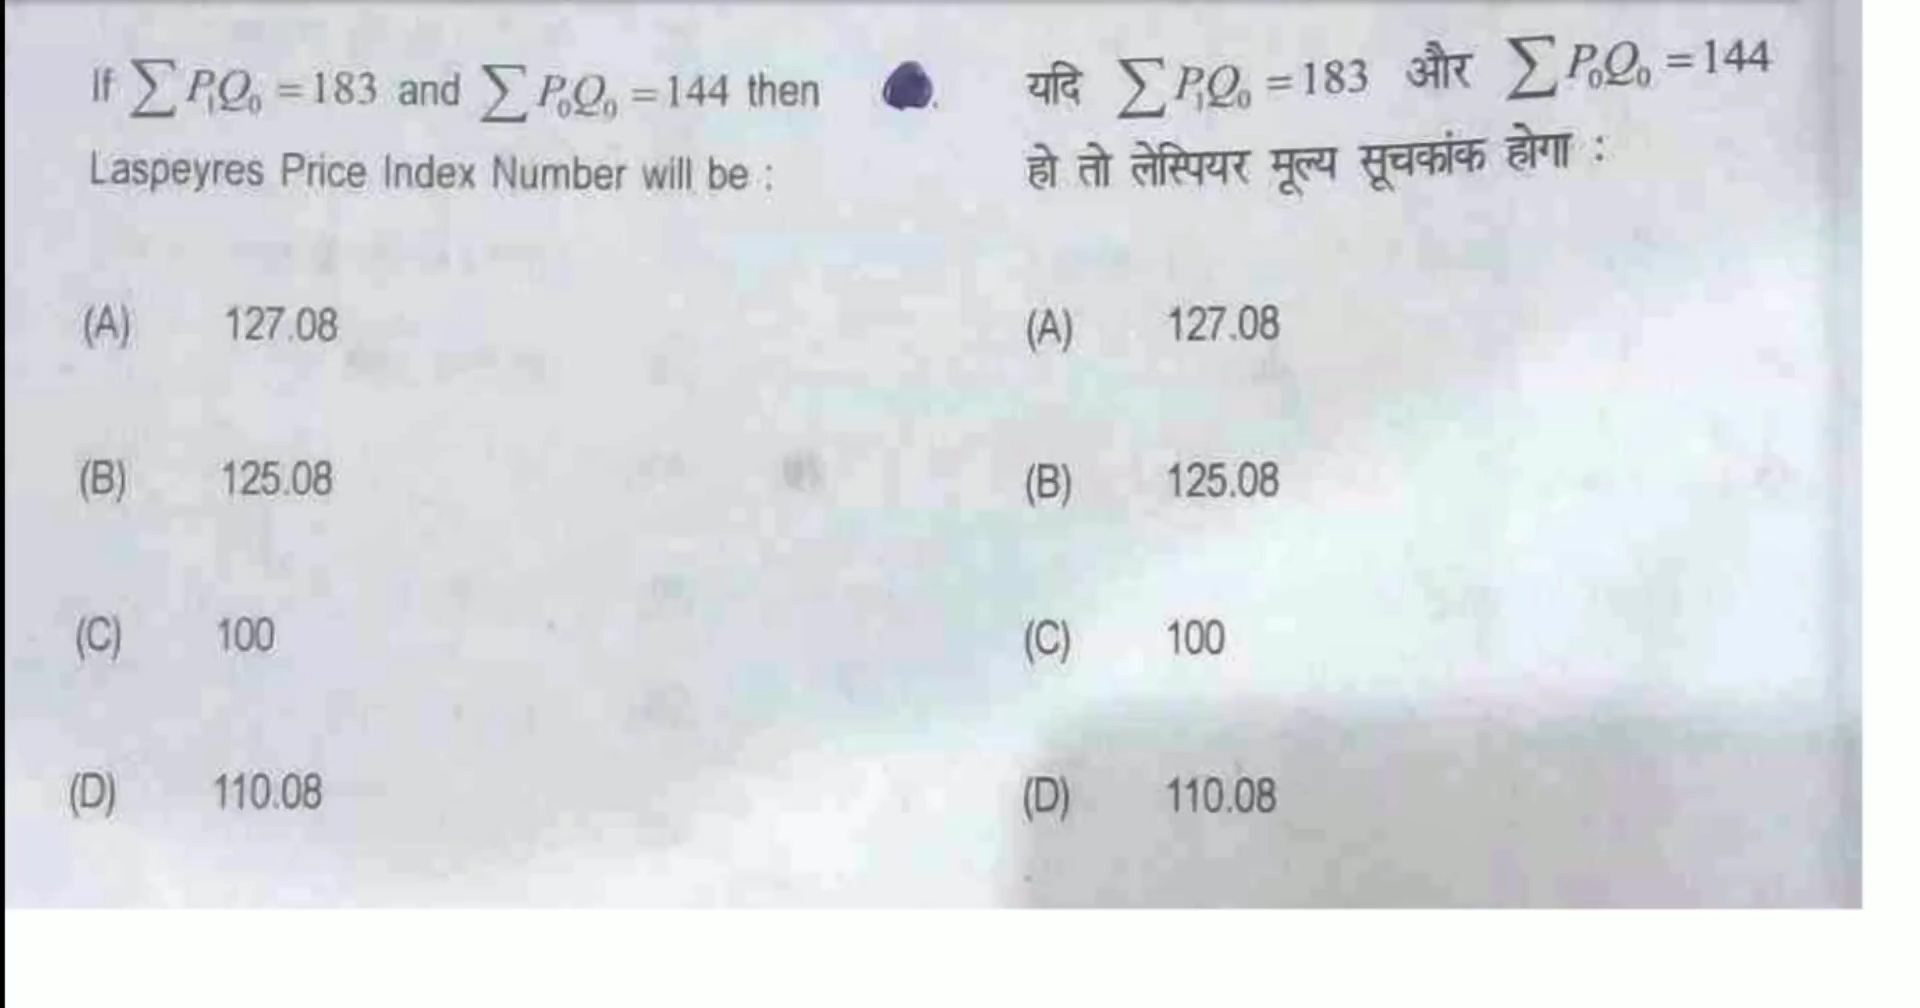 If ∑P₁Q₀ = 183 and ∑P₀Q₀ = 144 then
Laspeyres Price Index Number will be :
(A) 127.08
(B) 125.08
(C) 100
(D) 110.08
यदि ∑P₁Q₀ = 183 और ∑P₀Q₀ = 144
हो तो लेस्पियर मूल्य सूचकांक होगा :
(A) 127.08
(B) 125.08
(C) 100
(D) 110.08